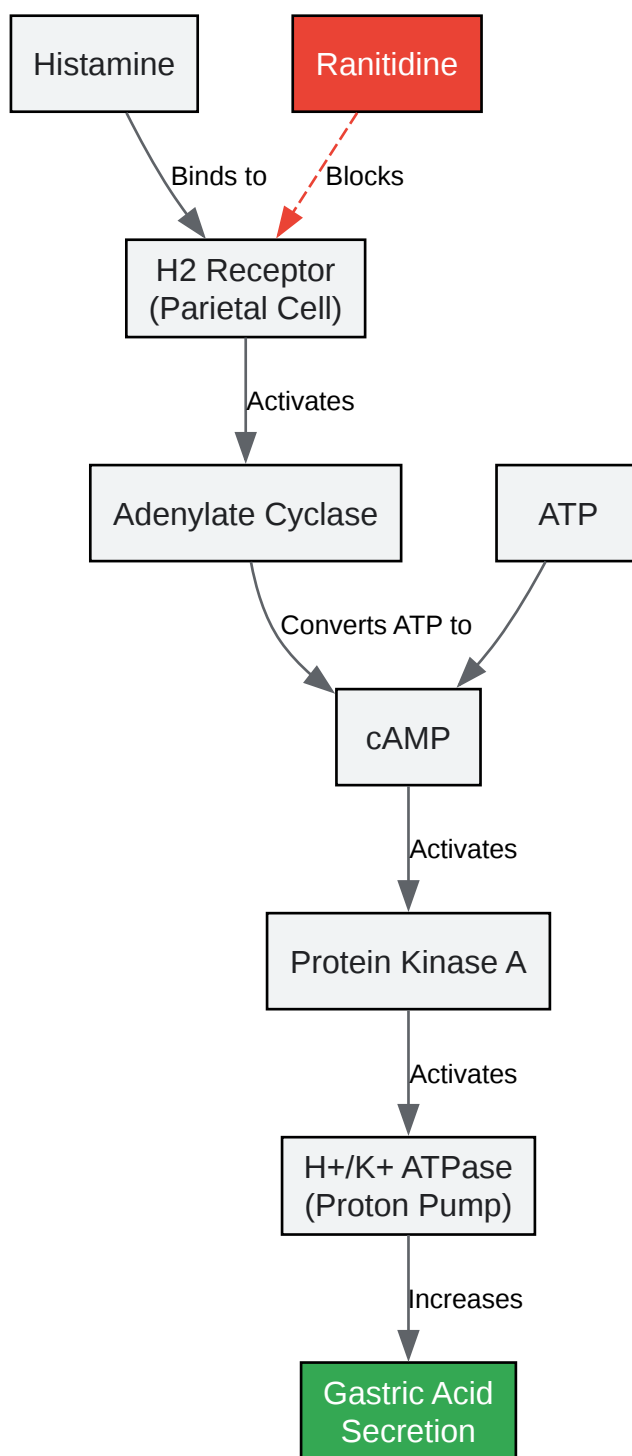 Histamine
Ranitidine
Binds to
Blocks
H2 Receptor
(Parietal Cell)
Activates
Adenylate Cyclase
ATP
Converts ATP to
cAMP
Activates
Protein Kinase A
Activates
H+/K+ ATPase
(Proton Pump)
Increases
Gastric Acid
Secretion